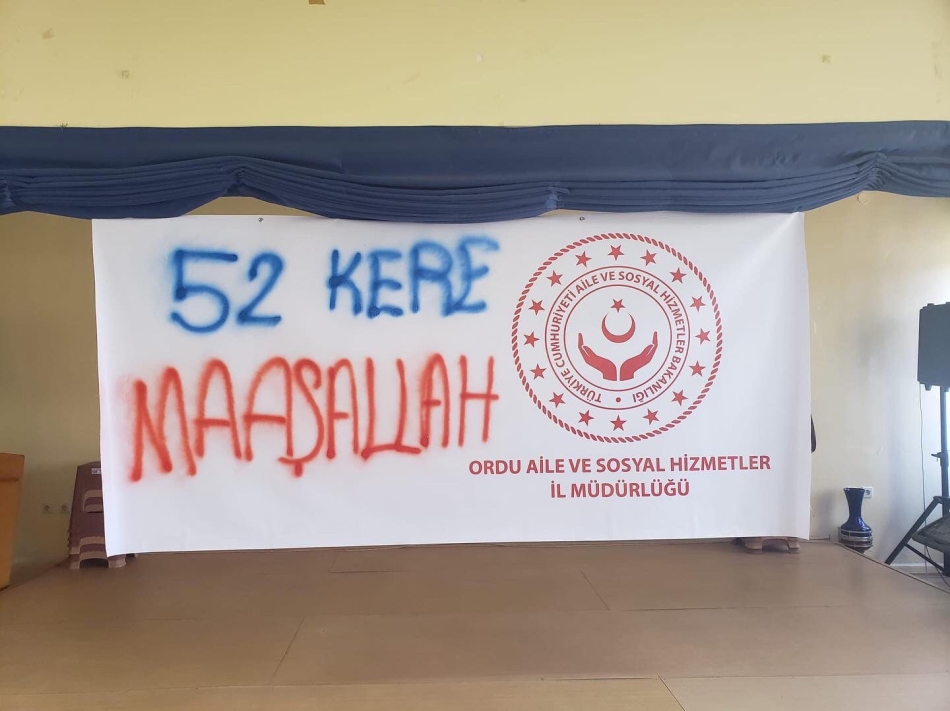 52 KERE
MAAŞALLAH
TÜRKİYE CUMHURİYETİ AİLE VE SOSYAL HİZMETLER BAKANLIĞI
ORDU AİLE VE SOSYAL HİZMETLER
İL MÜDÜRLÜĞÜ